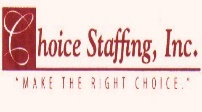 Choice Staffing, Inc.
"MAKE THE RIGHT CHOICE."